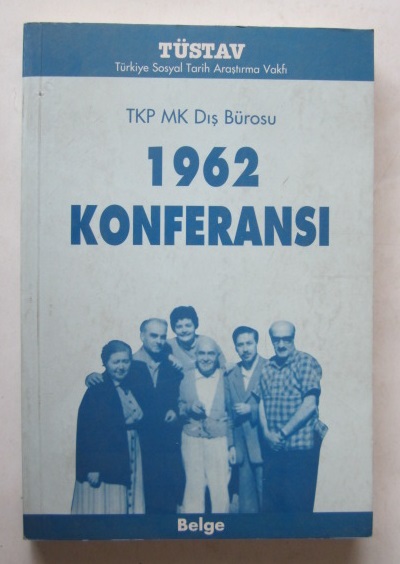 TÜSTAV
Türkiye Sosyal Tarih Araştırma Vakfı
TKP MK Dış Bürosu
1962
KONFERANSI
Belge